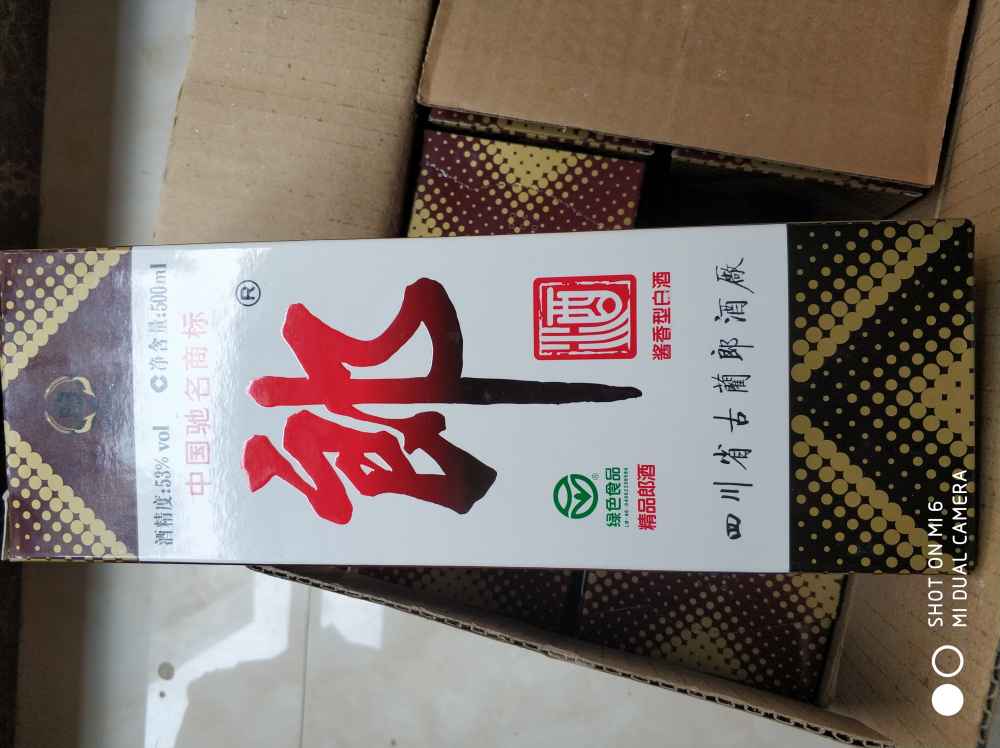 酒精度:53% vol 净含量:500ml
中国驰名商标
®
郎
酱香型白酒
绿色食品
精品郎酒
四川省古蔺郎酒厰
SHOT ON MI 6
MI DUAL CAMERA